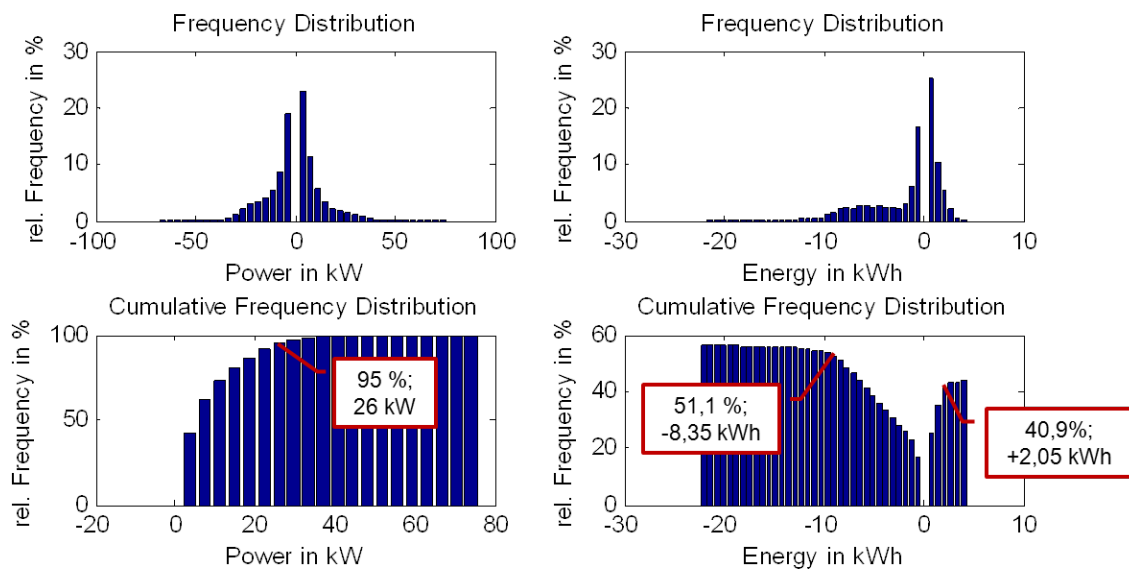 Frequency Distribution
rel. Frequency in %
30
20
10
0
-100
-50
0
50
100
Power in kW
Frequency Distribution
rel. Frequency in %
30
20
10
0
-30
-20
-10
0
10
Energy in kWh
Cumulative Frequency Distribution
rel. Frequency in %
100
50
0
-20
0
20
40
60
80
Power in kW
95 %;
26 kW
Cumulative Frequency Distribution
rel. Frequency in %
60
40
20
0
-30
-20
-10
0
10
Energy in kWh
51,1 %;
-8,35 kWh
40,9%;
+2,05 kWh